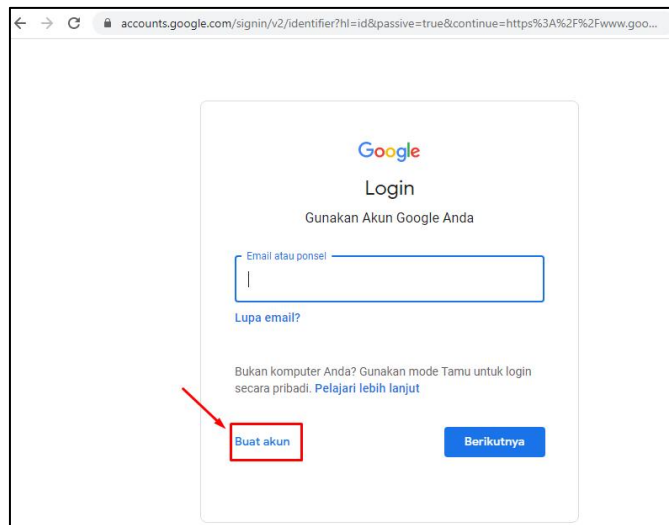 accounts.google.com/signin/v2/identifier?hl=id&passive=true&continue=https%3A%2F%2Fwww.goo...
Google
Login
Gunakan Akun Google Anda
Email atau ponsel
Lupa email?
Bukan komputer Anda? Gunakan mode Tamu untuk login
secara pribadi. Pelajari lebih lanjut
Buat akun
Berikutnya